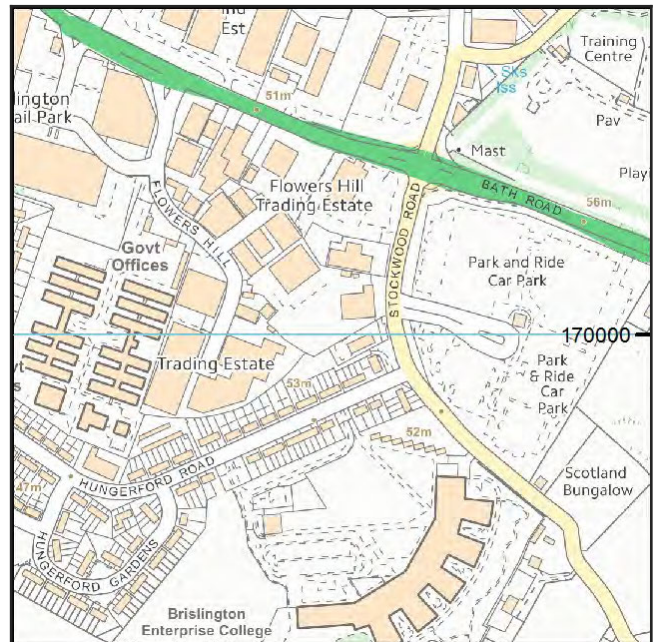 Ind
Est.
Training
Centre
Sks
Iss
51m
lington
ail Park
Pav
Mast
Play
Flowers Hill
Trading Estate
BATH ROAD
56m
FLOWERS HILL
STOCKWOOD ROAD
Govt
Offices
Park and Ride
Car Park
170000
Trading Estate
53m
Park
& Ride
Car
Park
52m
HUNGERFORD ROAD
47m
Scotland
Bungalow
HUNGERFORD GARDENS
Brislington
Enterprise College